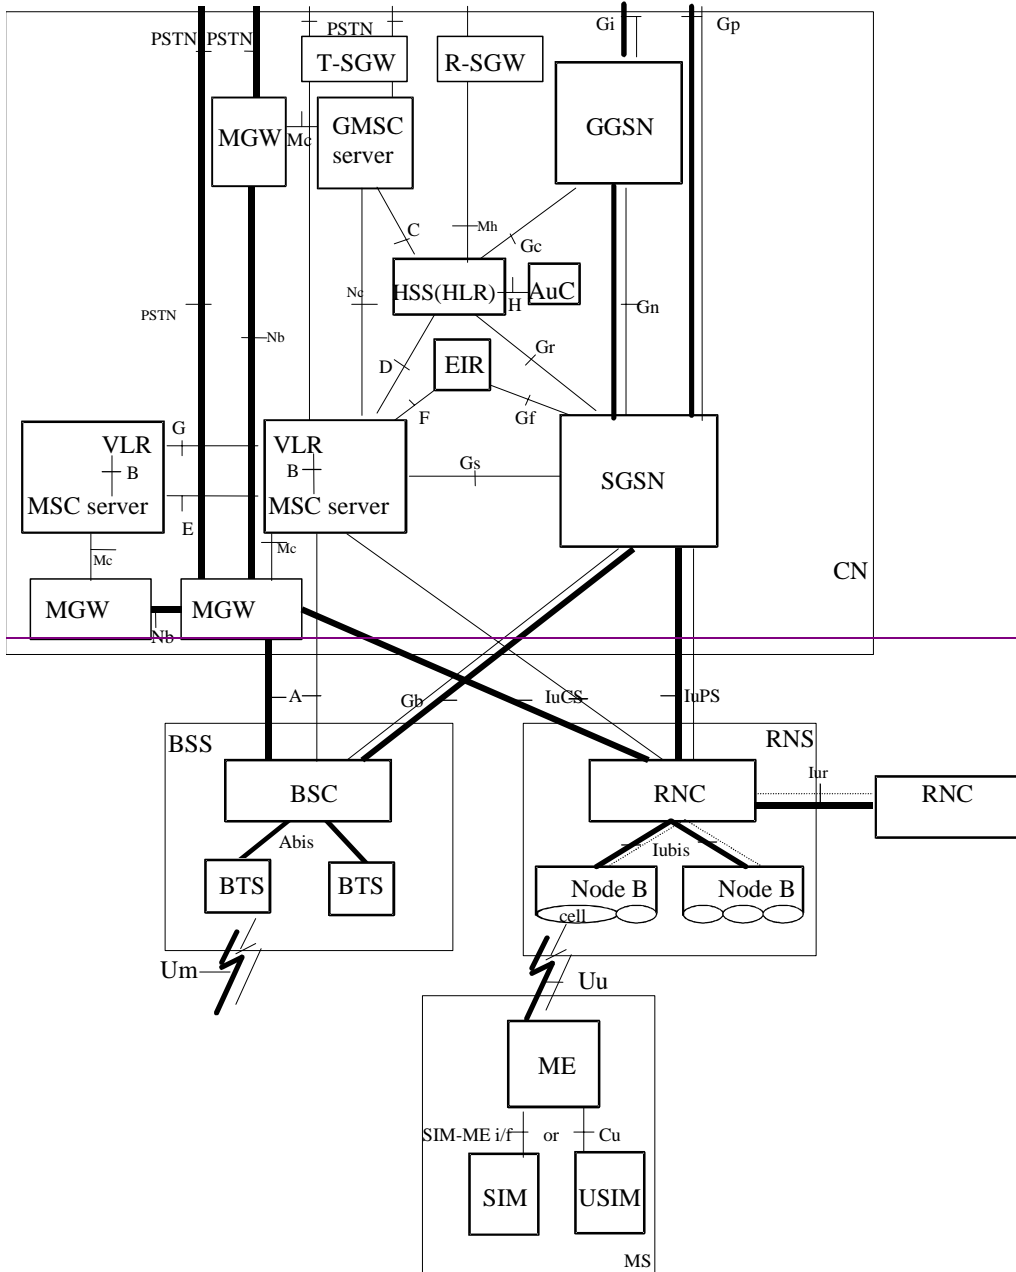 Gi
Gp
PSTN
PSTN
PSTN
T-SGW
R-SGW
MGW
Mc
GMSC
server
GGSN
C
Mh
Gc
HSS(HLR)
H
AuC
Nc
Gn
PSTN
Nb
D
EIR
Gr
F
Gf
G
VLR
B
MSC server
E
VLR
B
MSC server
Gs
SGSN
Mc
Mc
CN
MGW
Nb
MGW
A
Gb
IuCS
IuPS
BSS
RNS
BSC
RNC
Iur
RNC
Abis
Iubis
BTS
BTS
Node B
Node B
cell
Um
Uu
ME
SIM-ME i/f
or
Cu
SIM
USIM
MS